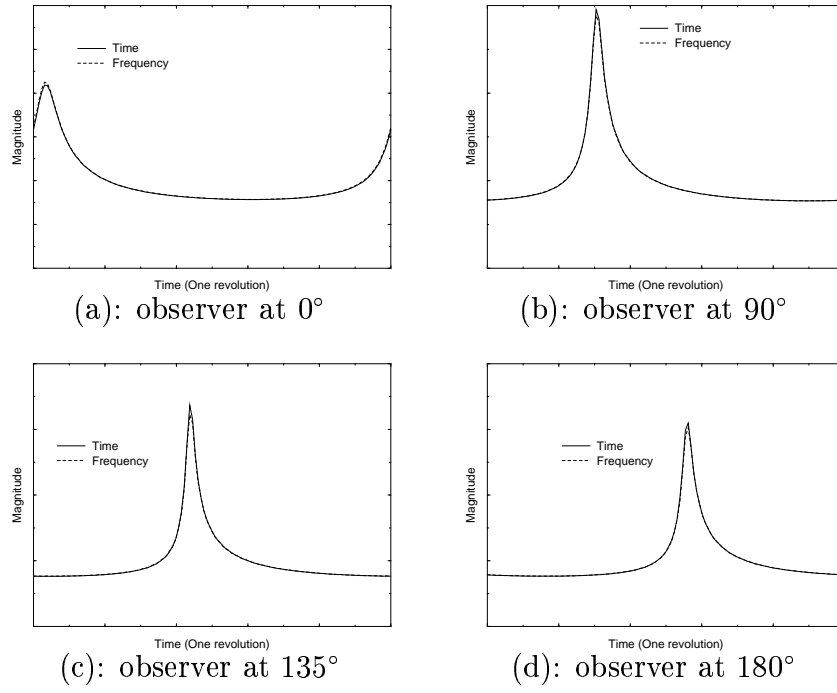 Time
Frequency
Magnitude
Time (One revolution)
(a): observer at 0°
Time
Frequency
Magnitude
Time (One revolution)
(b): observer at 90°
Time
Frequency
Magnitude
Time (One revolution)
(c): observer at 135°
Time
Frequency
Magnitude
Time (One revolution)
(d): observer at 180°